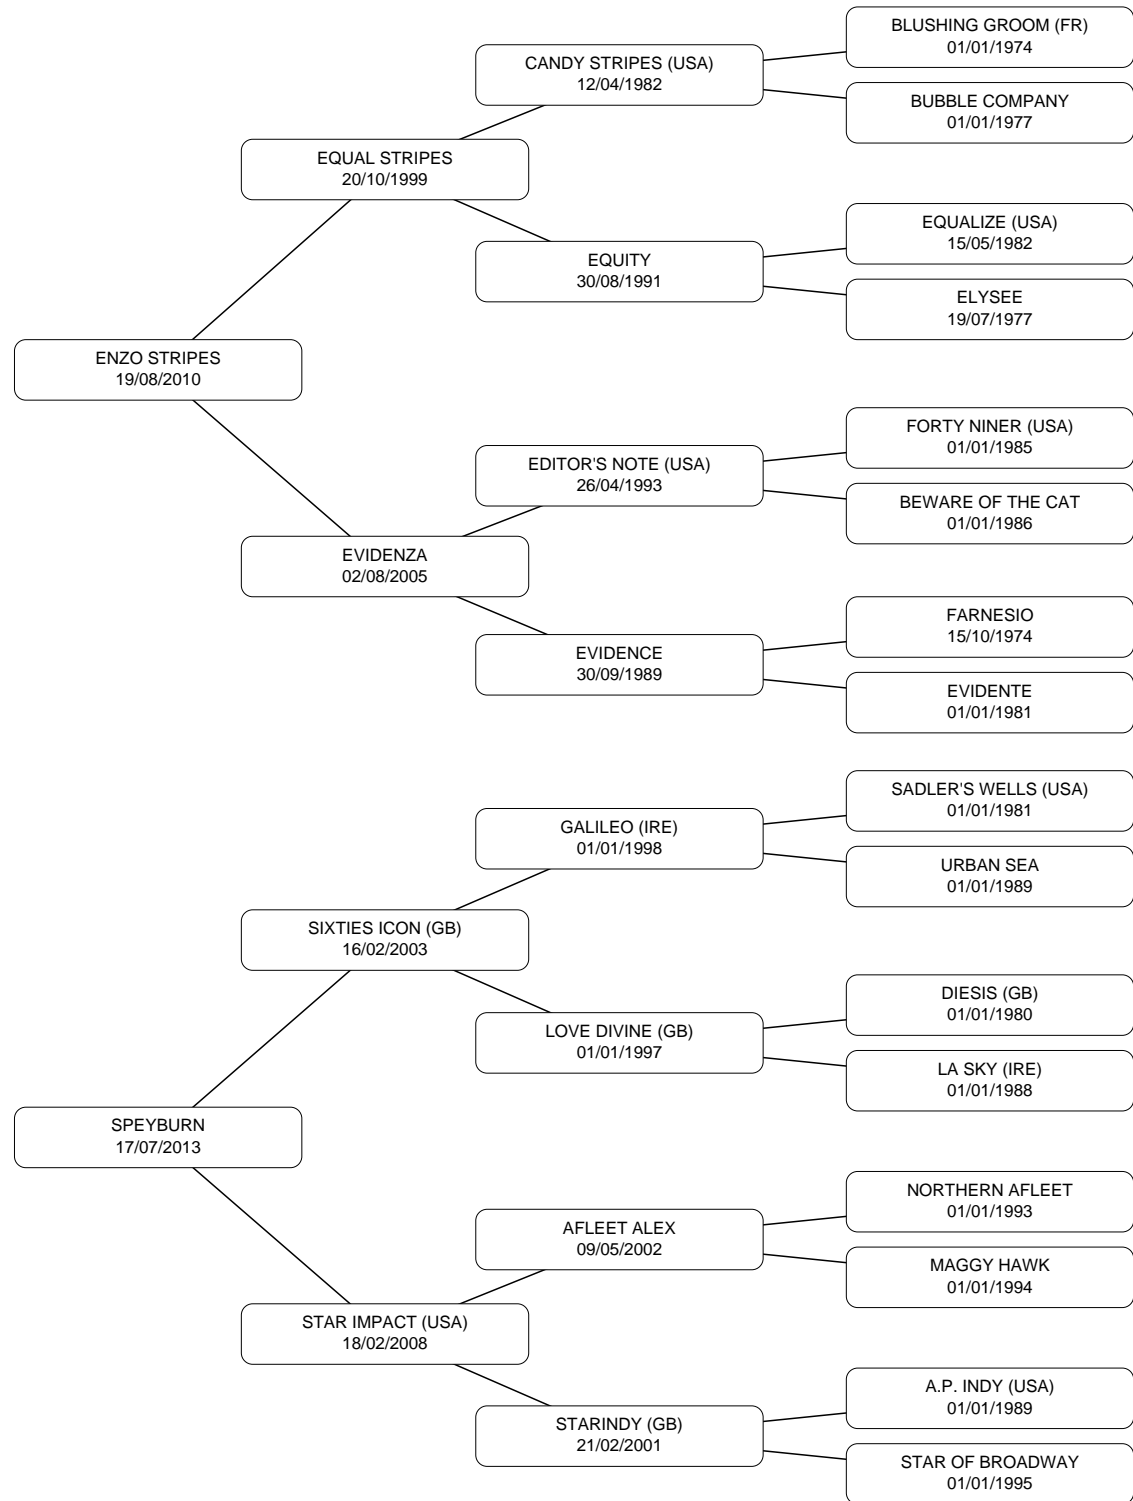 BLUSHING GROOM (FR)
01/01/1974
CANDY STRIPES (USA)
12/04/1982
BUBBLE COMPANY
01/01/1977
EQUAL STRIPES
20/10/1999
EQUALIZE (USA)
15/05/1982
EQUITY
30/08/1991
ELYSEE
19/07/1977
ENZO STRIPES
19/08/2010
FORTY NINER (USA)
01/01/1985
EDITOR'S NOTE (USA)
26/04/1993
BEWARE OF THE CAT
01/01/1986
EVIDENZA
02/08/2005
FARNESIO
15/10/1974
EVIDENCE
30/09/1989
EVIDENTE
01/01/1981
SADLER'S WELLS (USA)
01/01/1981
GALILEO (IRE)
01/01/1998
URBAN SEA
01/01/1989
SIXTIES ICON (GB)
16/02/2003
DIESIS (GB)
01/01/1980
LOVE DIVINE (GB)
01/01/1997
LA SKY (IRE)
01/01/1988
SPEYBURN
17/07/2013
NORTHERN AFLEET
01/01/1993
AFLEET ALEX
09/05/2002
MAGGY HAWK
01/01/1994
STAR IMPACT (USA)
18/02/2008
A.P. INDY (USA)
01/01/1989
STARINDY (GB)
21/02/2001
STAR OF BROADWAY
01/01/1995